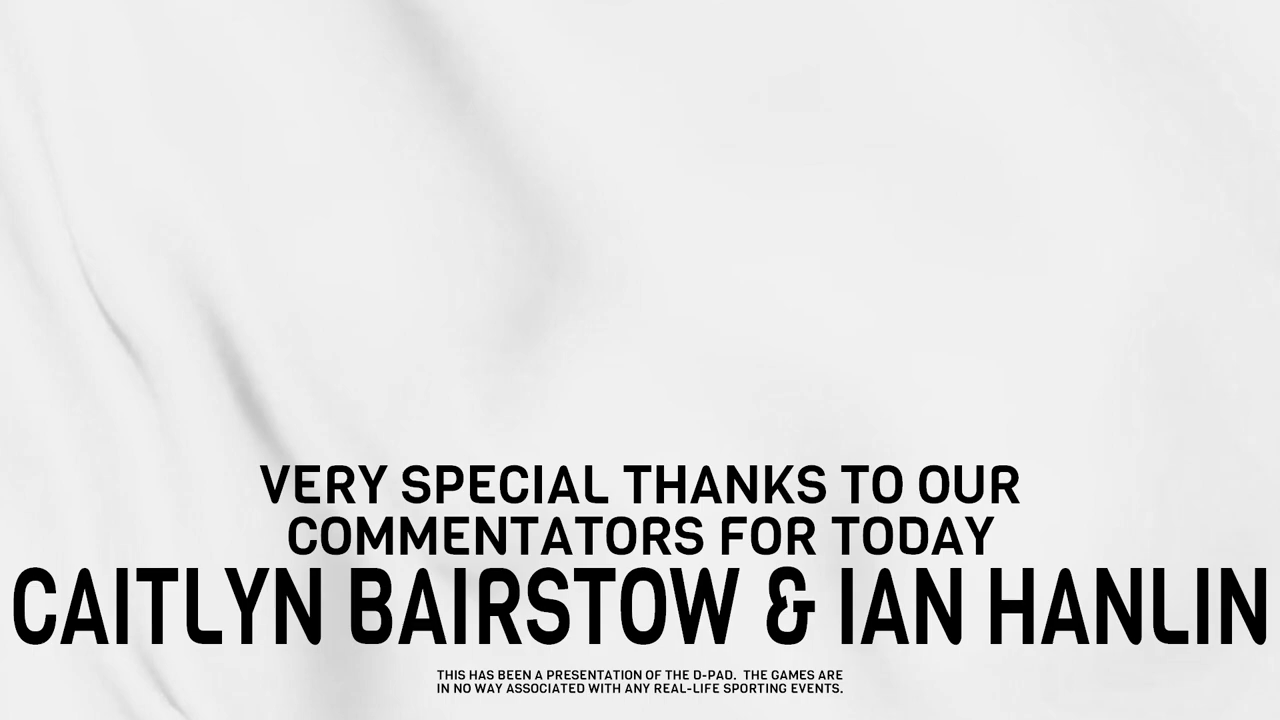 VERY SPECIAL THANKS TO OUR
COMMENTATORS FOR TODAY
CAITLYN BAIRSTOW & IAN HANLIN
THIS HAS BEEN A PRESENTATION OF THE D-PAD.  THE GAMES ARE
IN NO WAY ASSOCIATED WITH ANY REAL-LIFE SPORTING EVENTS.